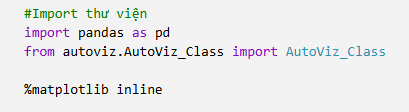 #Import thư viện
import pandas as pd
from autoviz.AutoViz_Class import AutoViz_Class
%matplotlib inline